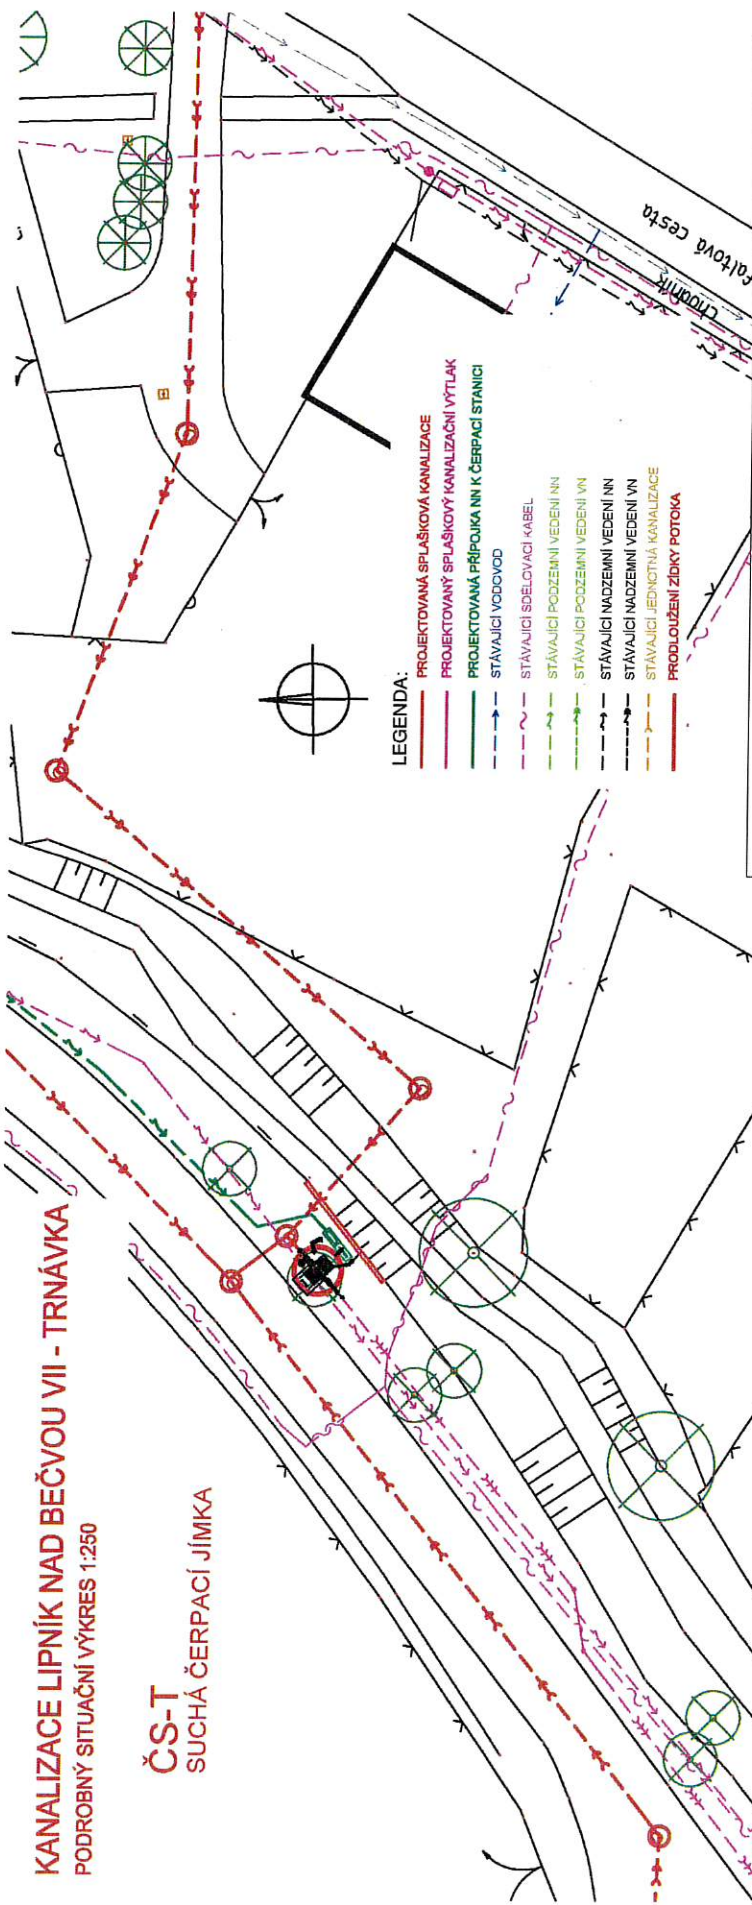 KANALIZACE LIPNÍK NAD BEČVOU VII - TRNÁVKA
PODROBNÝ SITUAČNÍ VÝKRES 1:250
ČS-T
SUCHÁ ČERPACÍ JÍMKA
LEGENDA:
PROJEKTOVANÁ SPLAŠKOVÁ KANALIZACE
PROJEKTOVANÝ SPLAŠKOVÝ KANALIZAČNÍ VÝTLAK
PROJEKTOVANÁ PŘÍPOJKA NN K ČERPACÍ STANICI
STÁVAJÍCÍ VODOVOD
STÁVAJÍCÍ SDĚLOVACÍ KABEL
STÁVAJÍCÍ PODZEMNÍ VEDENÍ NN
STÁVAJÍCÍ PODZEMNÍ VEDENÍ VN
STÁVAJÍCÍ NADZEMNÍ VEDENÍ NN
STÁVAJÍCÍ NADZEMNÍ VEDENÍ VN
STÁVAJÍCÍ JEDNOTNÁ KANALIZACE
PRODLOUŽENÍ ZÍDKY POTOKA
chodník
faltová cesta